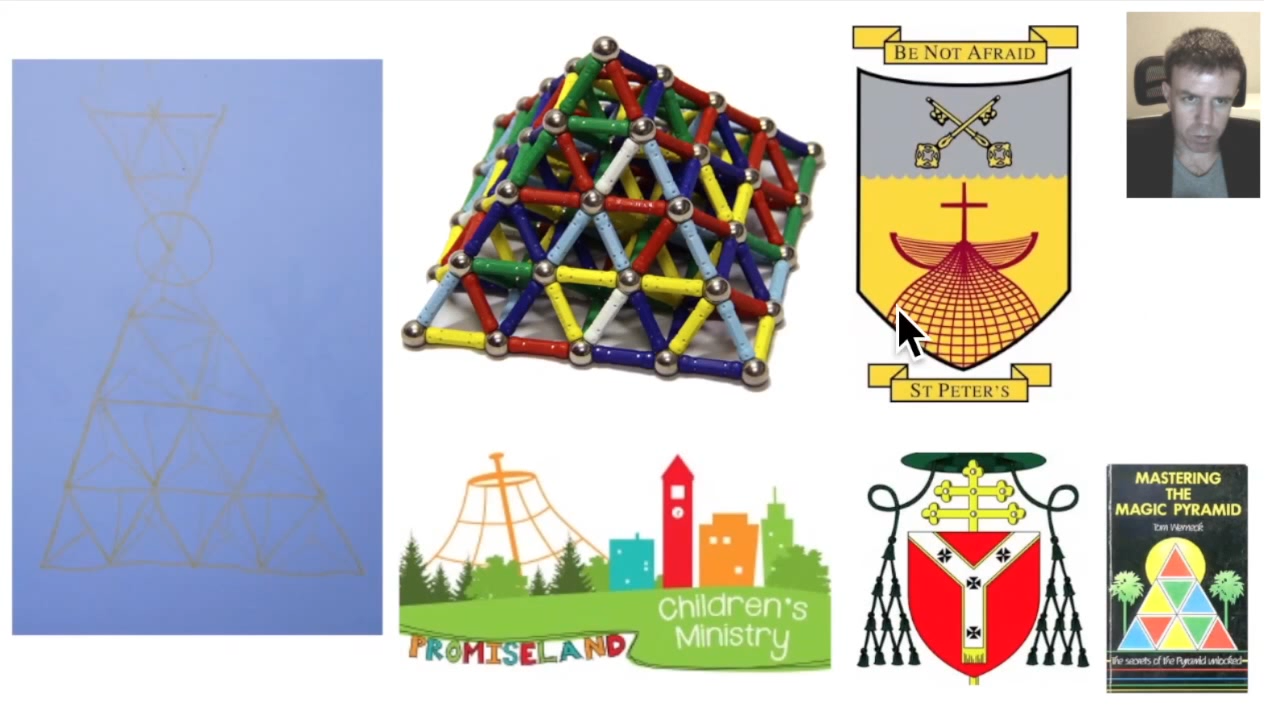 BE NOT AFRAID
ST PETER'S
Children's
Ministry
PROMISELAND
MASTERING
THE
MAGIC PYRAMID
Tom Werneck
the secrets of the Pyramid unlocked